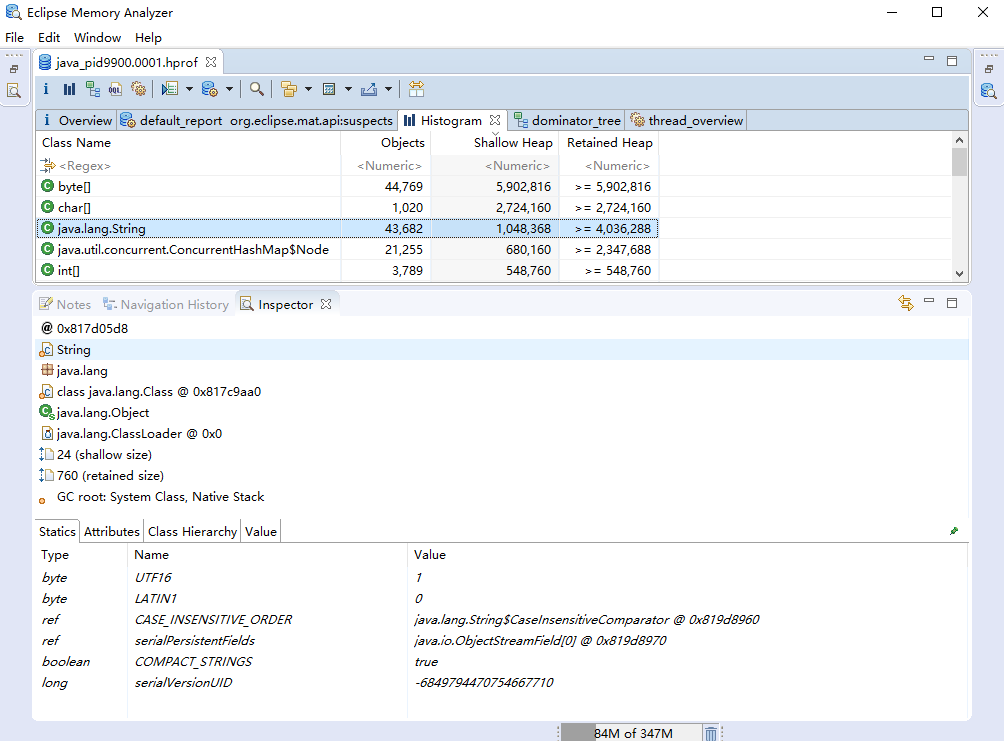 Eclipse Memory Analyzer
File Edit Window Help
java_pid9900.0001.hprof
i OQL
i Overview default_report org.eclipse.mat.api:suspects Histogram dominator_tree thread_overview
Class Name Objects Shallow Heap Retained Heap
<Regex> <Numeric> <Numeric> <Numeric>
C byte[] 44,769 5,902,816 >= 5,902,816
C char[] 1,020 2,724,160 >= 2,724,160
C java.lang.String 43,682 1,048,368 >= 4,036,288
C java.util.concurrent.ConcurrentHashMap$Node 21,255 680,160 >= 2,347,688
C int[] 3,789 548,760 >= 548,760
Notes Navigation History Inspector
@ 0x817d05d8
String
java.lang
class java.lang.Class @ 0x817c9aa0
java.lang.Object
java.lang.ClassLoader @ 0x0
24 (shallow size)
760 (retained size)
GC root: System Class, Native Stack
Statics Attributes Class Hierarchy Value
Type Name Value
byte UTF16 1
byte LATIN1 0
ref CASE_INSENSITIVE_ORDER java.lang.String$CaseInsensitiveComparator @ 0x819d8960
ref serialPersistentFields java.io.ObjectStreamField[0] @ 0x819d8970
boolean COMPACT_STRINGS true
long serialVersionUID -6849794470754667710
84M of 347M